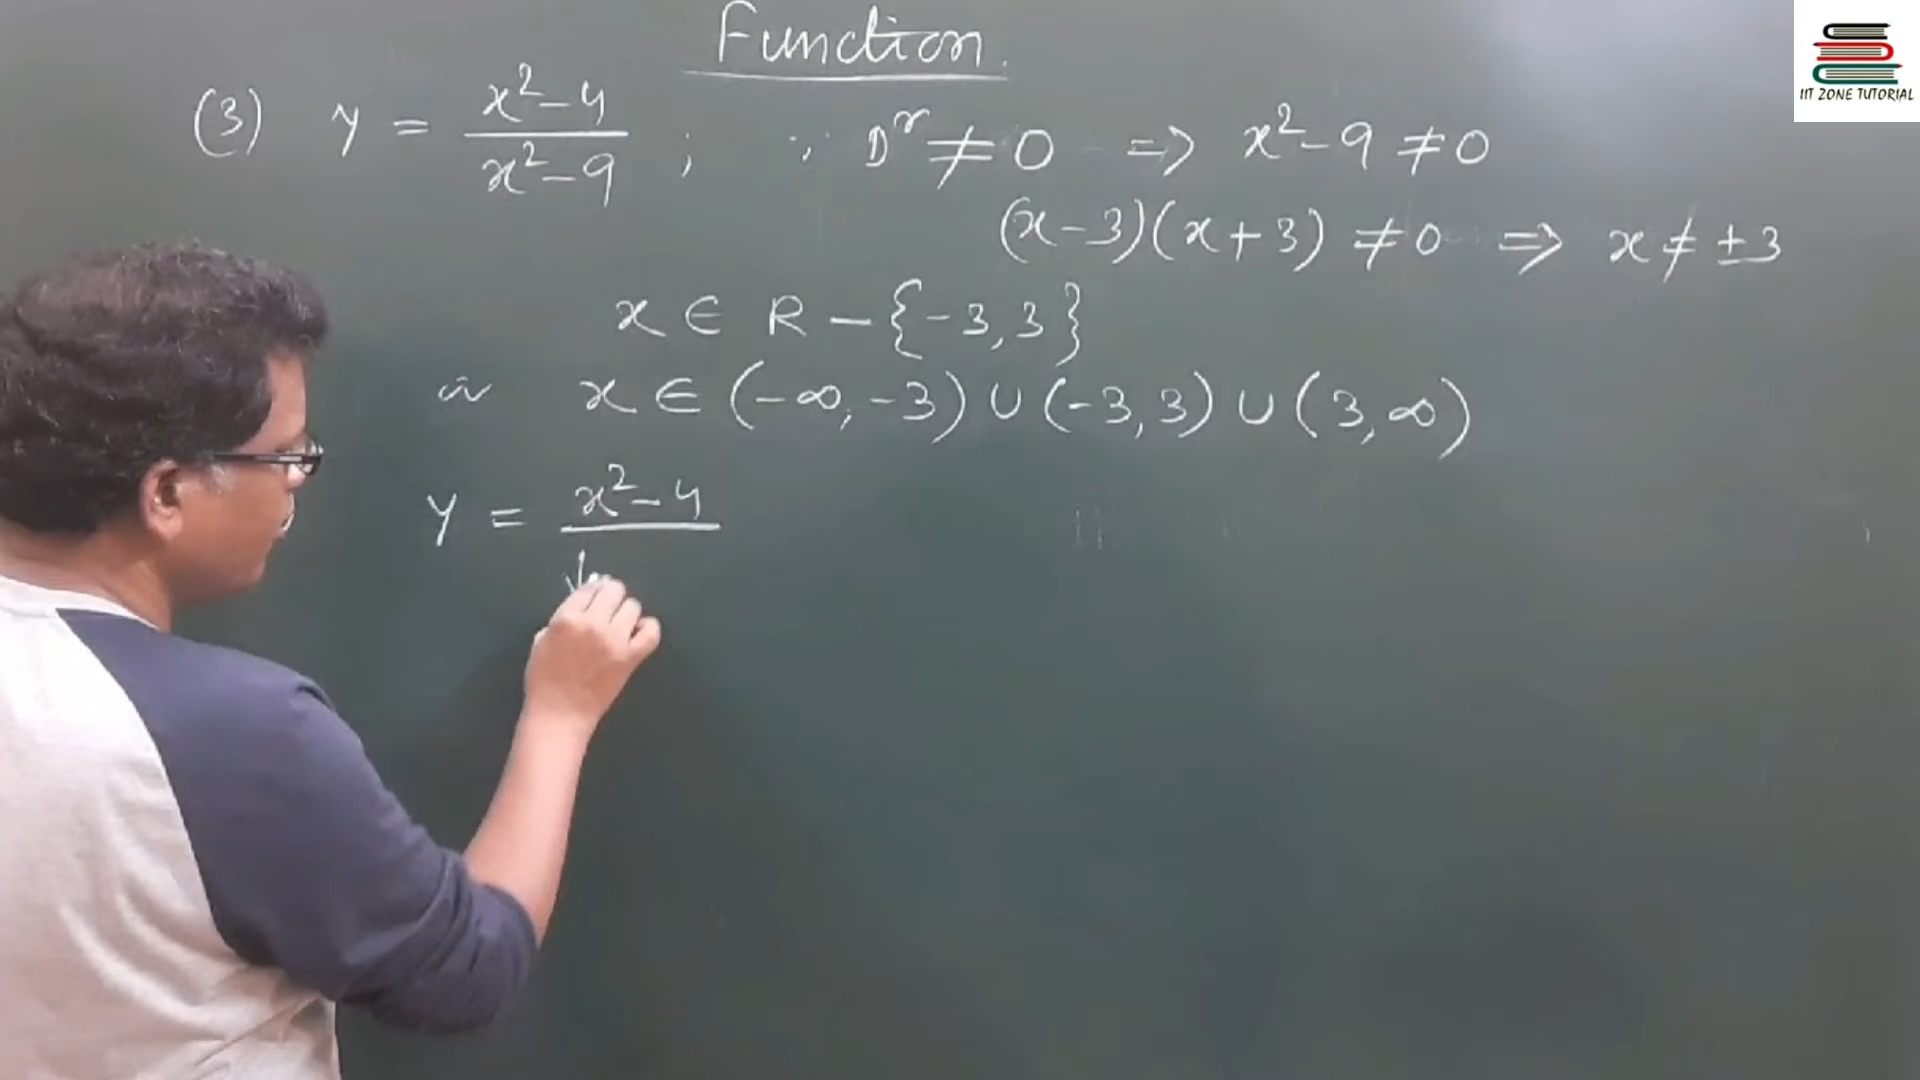 Function.
(3) y = x²-4 / x²-9 ; ∵ Dʳ ≠ 0 => x²-9 ≠ 0
(x-3)(x+3) ≠ 0 => x ≠ ±3
x ∈ R - {-3,3}
or x ∈ (-∞,-3) ∪ (-3,3) ∪ (3,∞)
y = x²-4
IIT ZONE TUTORIAL